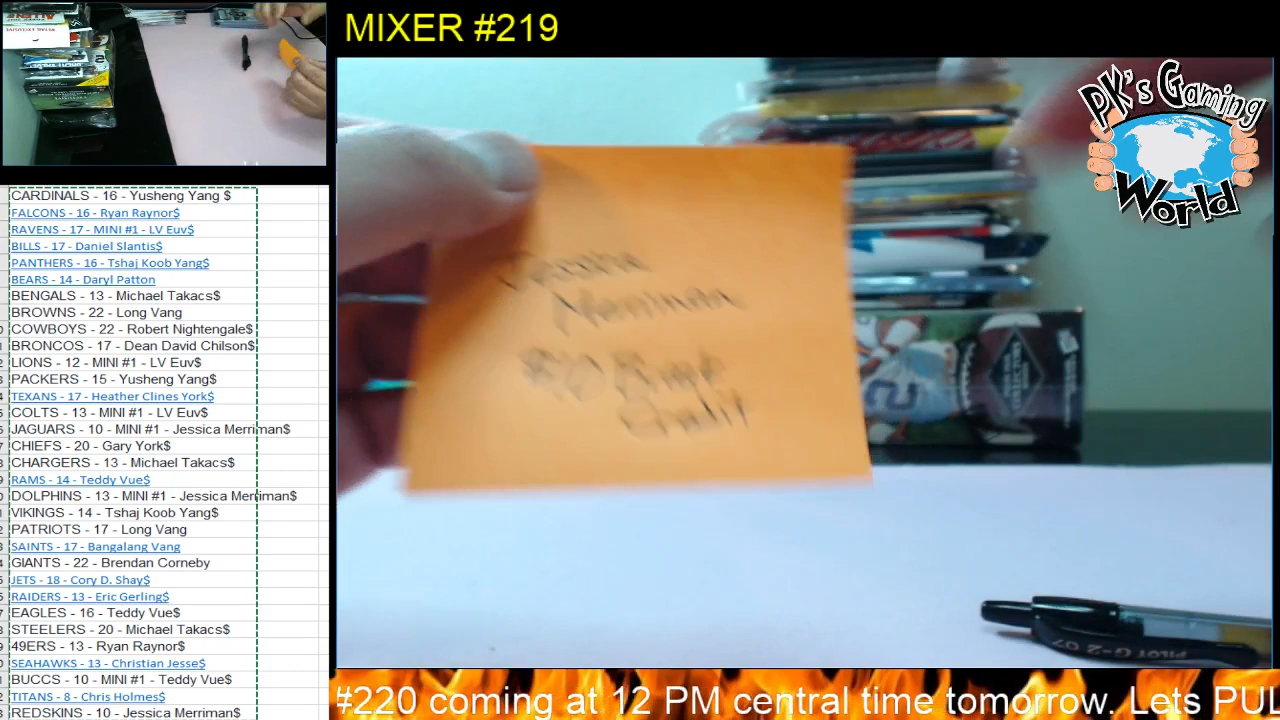 MIXER #219
PK's Gaming
World
CARDINALS - 16 - Yusheng Yang $
FALCONS - 16 - Ryan Raynor$
RAVENS - 17 - MINI #1 - LV Euv$
BILLS - 17 - Daniel Slantis$
PANTHERS - 16 - Tshaj Koob Yang$
BEARS - 14 - Daryl Patton
BENGALS - 13 - Michael Takacs$
BROWNS - 22 - Long Vang
COWBOYS - 22 - Robert Nightengale$
BRONCOS - 17 - Dean David Chilson$
LIONS - 12 - MINI #1 - LV Euv$
PACKERS - 15 - Yusheng Yang$
TEXANS - 17 - Heather Clines York$
COLTS - 13 - MINI #1 - LV Euv$
JAGUARS - 10 - MINI #1 - Jessica Merriman$
CHIEFS - 20 - Gary York$
CHARGERS - 13 - Michael Takacs$
RAMS - 14 - Teddy Vue$
DOLPHINS - 13 - MINI #1 - Jessica Merriman$
VIKINGS - 14 - Tshaj Koob Yang$
PATRIOTS - 17 - Long Vang
SAINTS - 17 - Bangalang Vang
GIANTS - 22 - Brendan Corneby
JETS - 18 - Cory D. Shay$
RAIDERS - 13 - Eric Gerling$
EAGLES - 16 - Teddy Vue$
STEELERS - 20 - Michael Takacs$
49ERS - 13 - Ryan Raynor$
SEAHAWKS - 13 - Christian Jesse$
BUCCS - 10 - MINI #1 - Teddy Vue$
TITANS - 8 - Chris Holmes$
REDSKINS - 10 - Jessica Merriman$
Merriman
PILOT G-2 07
#220 coming at 12 PM central time tomorrow. Lets PUL